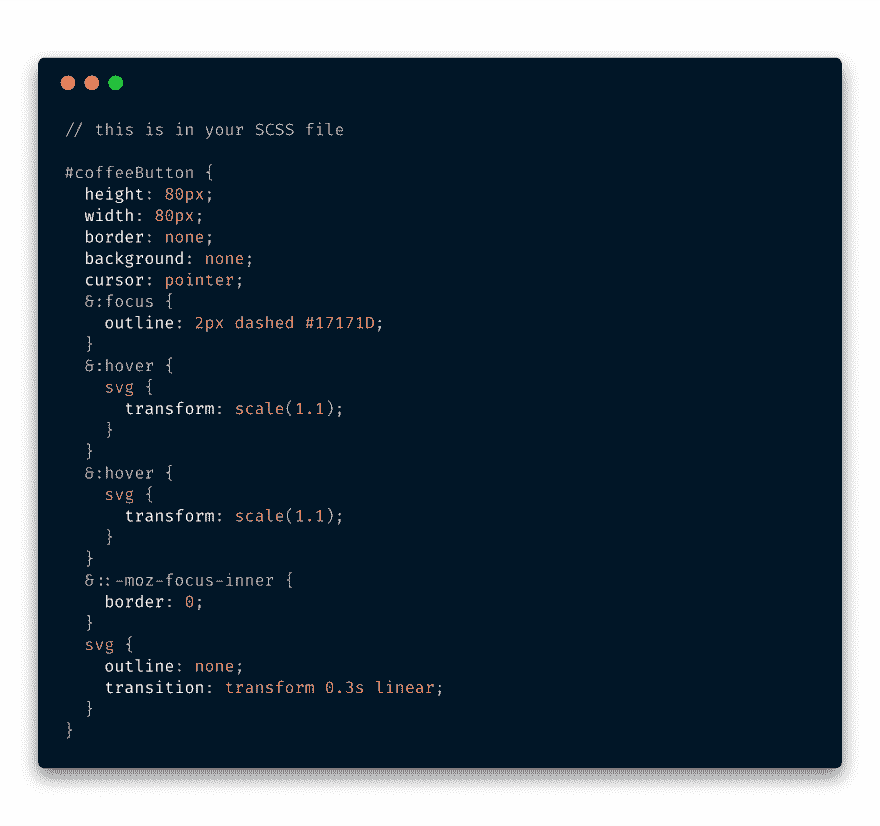 // this is in your SCSS file
#coffeeButton {
  height: 80px;
  width: 80px;
  border: none;
  background: none;
  cursor: pointer;
  &:focus {
    outline: 2px dashed #17171D;
  }
  &:hover {
    svg {
      transform: scale(1.1);
    }
  }
  &:hover {
    svg {
      transform: scale(1.1);
    }
  }
  &::-moz-focus-inner {
    border: 0;
  }
  svg {
    outline: none;
    transition: transform 0.3s linear;
  }
}